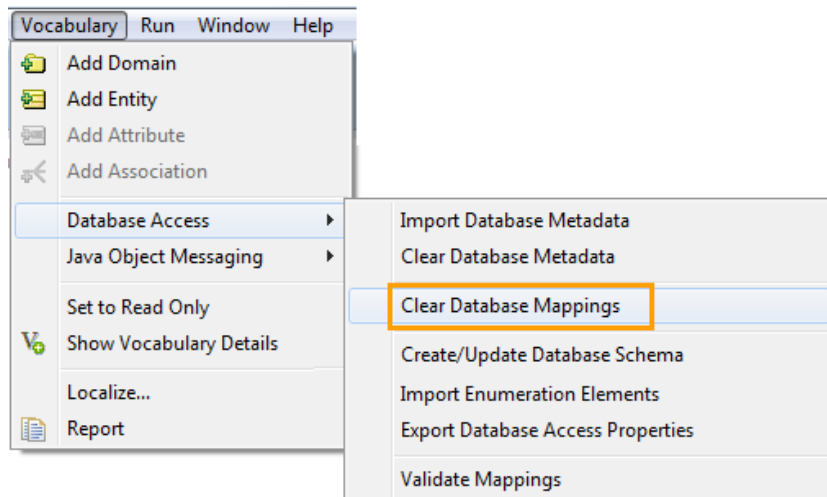 Vocabulary Run Window Help
Add Domain
Add Entity
Add Attribute
Add Association
Database Access
Java Object Messaging
Set to Read Only
Show Vocabulary Details
Localize...
Report
Import Database Metadata
Clear Database Metadata
Clear Database Mappings
Create/Update Database Schema
Import Enumeration Elements
Export Database Access Properties
Validate Mappings